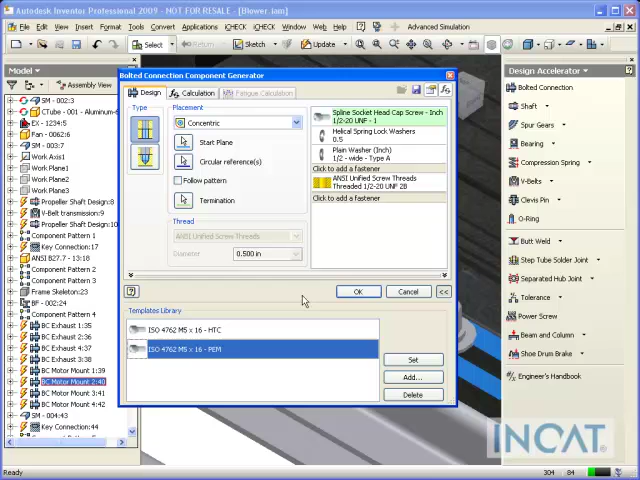 Autodesk Inventor Professional 2009 - NOT FOR RESALE - [Blower.iam]
File Edit View Insert Format Tools Convert Applications iCHECK iCHECK Window Web Help
Select Return Sketch Update Advanced Simulation
Model
Assembly View
SM - 002:3
CTube - 001 - Aluminum-6
EX - 1234:5
Fan - 0062:6
SM - 003:7
Work Axis1
Work Plane1
Work Plane2
Work Plane3
Propeller Shaft Design:8
V-Belt transmission:9
Propeller Shaft Design:10
Component Pattern 1
Key Connection:17
ANSI B27.7 - 13:18
Component Pattern 2
Component Pattern 3
Frame Skeleton:23
BF - 002:24
Component Pattern 4
BC Exhaust 1:35
BC Exhaust 2:36
BC Exhaust 4:37
BC Exhaust 3:38
BC Motor Mount 1:39
BC Motor Mount 2:40
BC Motor Mount 3:41
BC Motor Mount 4:42
SM - 004:43
Key Connection:44
Bolted Connection Component Generator
Design Calculation Fatigue Calculation
Type
Placement
Concentric
Start Plane
Circular reference(s)
Follow pattern
Termination
Thread
ANSI Unified Screw Threads
Diameter 0.500 in
Spline Socket Head Cap Screw - Inch
1/2-20 UNF - 1
Helical Spring Lock Washers
0.5
Plain Washer (Inch)
1/2 - wide - Type A
Click to add a fastener
ANSI Unified Screw Threads
Threaded 1/2-20 UNF 2B
Click to add a fastener
OK Cancel <<
Templates Library
ISO 4762 M5 x 16 - HTC
ISO 4762 M5 x 16 - PEM
Set
Add...
Delete
Design Accelerator
Bolted Connection
Shaft
Spur Gears
Bearing
Compression Spring
V-Belts
Clevis Pin
O-Ring
Butt Weld
Step Tube Solder Joint
Separated Hub Joint
Tolerance
Power Screw
Beam and Column
Shoe Drum Brake
Engineer's Handbook
INCAT.
Ready
304 84